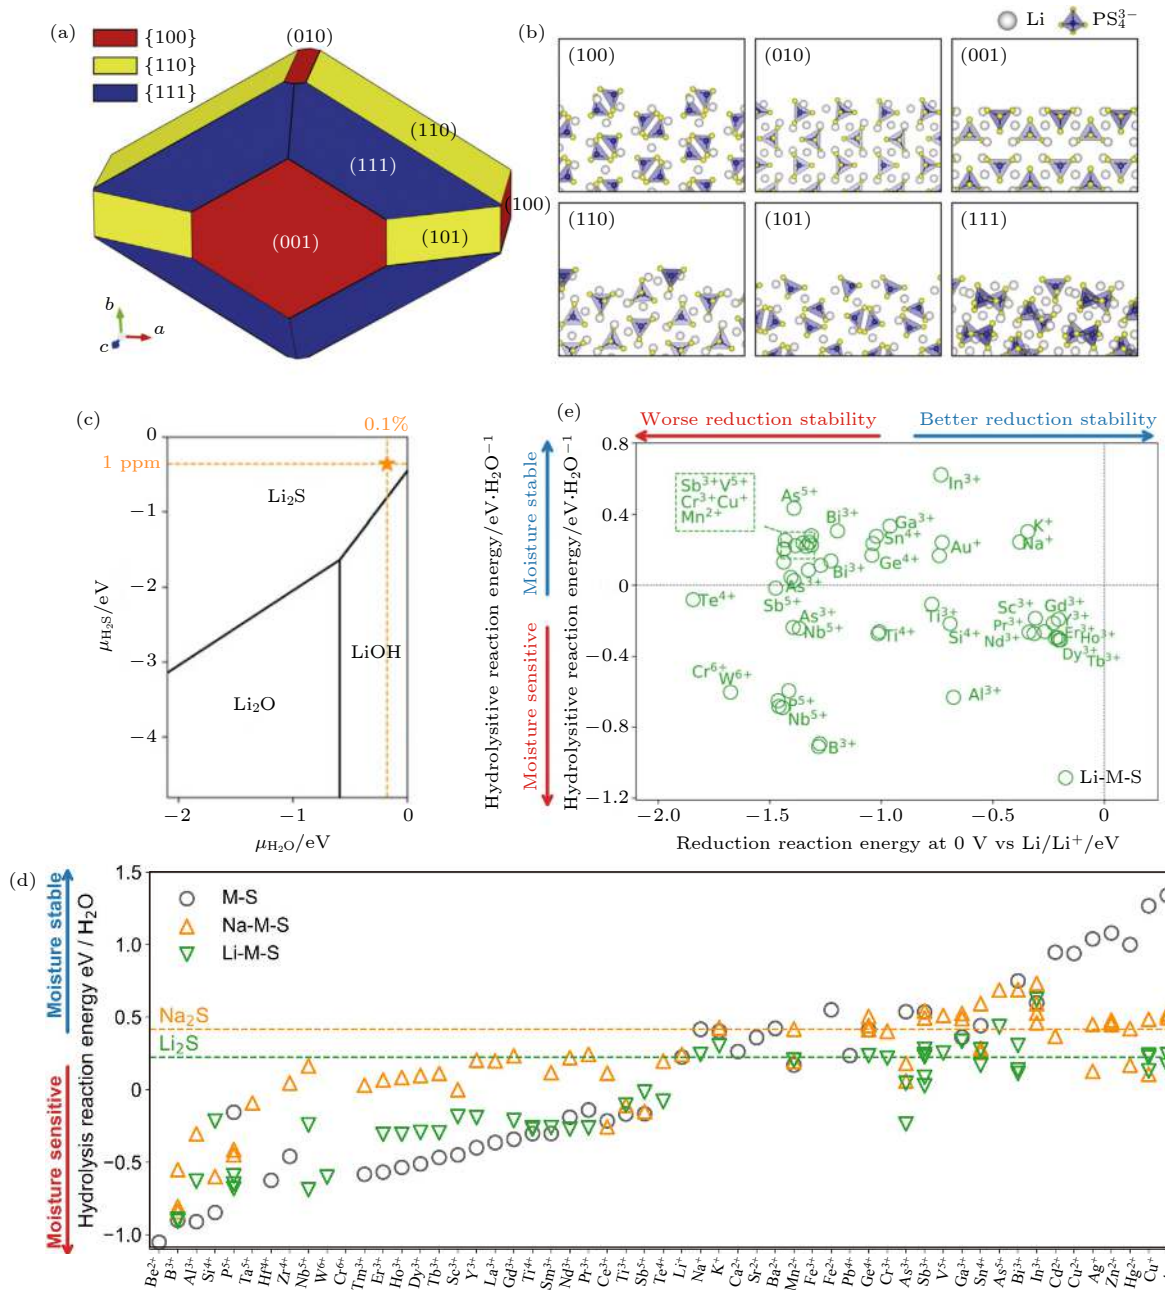 (a)
{100}
{110}
{111}
(010)
(110)
(111)
(100)
(001)
(101)
b
a
c
(b)
Li
PS₄³⁻
(100)
(010)
(001)
(110)
(101)
(111)
(c)
0.1%
1 ppm
0
−1
−2
−3
−4
μH₂S/eV
Li₂S
Li₂O
LiOH
−2
−1
0
μH₂O/eV
(e)
Worse reduction stability
Better reduction stability
Hydrolysitive reaction energy/eV·H₂O⁻¹
Moisture stable
Moisture sensitive
Hydrolysitive reaction energy/eV·H₂O⁻¹
0.8
0.4
0
−0.4
−0.8
−1.2
Sb³⁺V⁵⁺
Cr³⁺Cu⁺
Mn²⁺
As⁵⁺
Bi³⁺
In³⁺
Ga³⁺
Sn⁴⁺
Ge⁴⁺
Au⁺
K⁺
Na⁺
Bi³⁺
As³⁺
Sb⁵⁺
Te⁴⁺
As³⁺
Nb⁵⁺
Ti⁴⁺
Ti³⁺
Si⁴⁺
Sc³⁺
Gd³⁺
Pr³⁺
Y³⁺
Nd³⁺
Er³⁺
Ho³⁺
Dy³⁺
Tb³⁺
Cr⁶⁺
W⁶⁺
P⁵⁺
Nb⁵⁺
Al³⁺
B³⁺
Li-M-S
−2.0
−1.5
−1.0
−0.5
0
Reduction reaction energy at 0 V vs Li/Li⁺/eV
(d)
Moisture stable
Moisture sensitive
Hydrolysis reaction energy eV / H₂O
1.5
1.0
0.5
0
−0.5
−1.0
M-S
Na-M-S
Li-M-S
Na₂S
Li₂S
Be²⁺
B³⁺
Al³⁺
Si⁴⁺
P⁵⁺
Ta⁵⁺
Hf⁴⁺
Zr⁴⁺
Nb⁵⁺
W⁶⁺
Cr⁶⁺
Tm³⁺
Er³⁺
Ho³⁺
Dy³⁺
Tb³⁺
Sc³⁺
Y³⁺
La³⁺
Gd³⁺
Ti⁴⁺
Sm³⁺
Nd³⁺
Pr³⁺
Ce³⁺
Ti³⁺
Sb⁵⁺
Te⁴⁺
Li⁺
Na⁺
K⁺
Ca²⁺
Sr²⁺
Ba²⁺
Mn²⁺
Fe³⁺
Fe²⁺
Pb⁴⁺
Ge⁴⁺
Cr³⁺
As³⁺
Sb³⁺
V⁵⁺
Ga³⁺
Sn⁴⁺
As⁵⁺
Bi³⁺
In³⁺
Cd²⁺
Cu²⁺
Ag⁺
Zn²⁺
Hg²⁺
Cu⁺